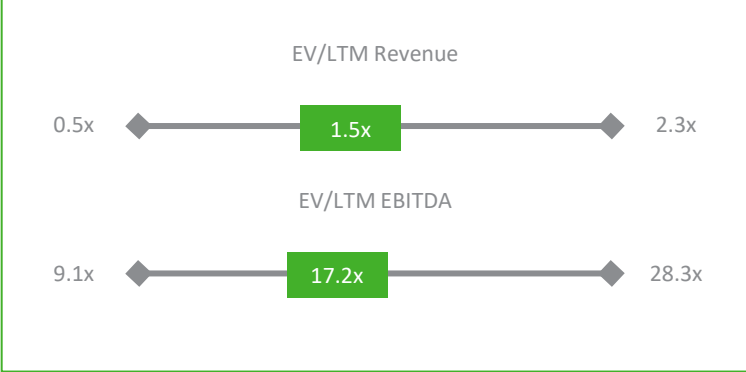 EV/LTM Revenue
0.5x 1.5x 2.3x
EV/LTM EBITDA
9.1x 17.2x 28.3x